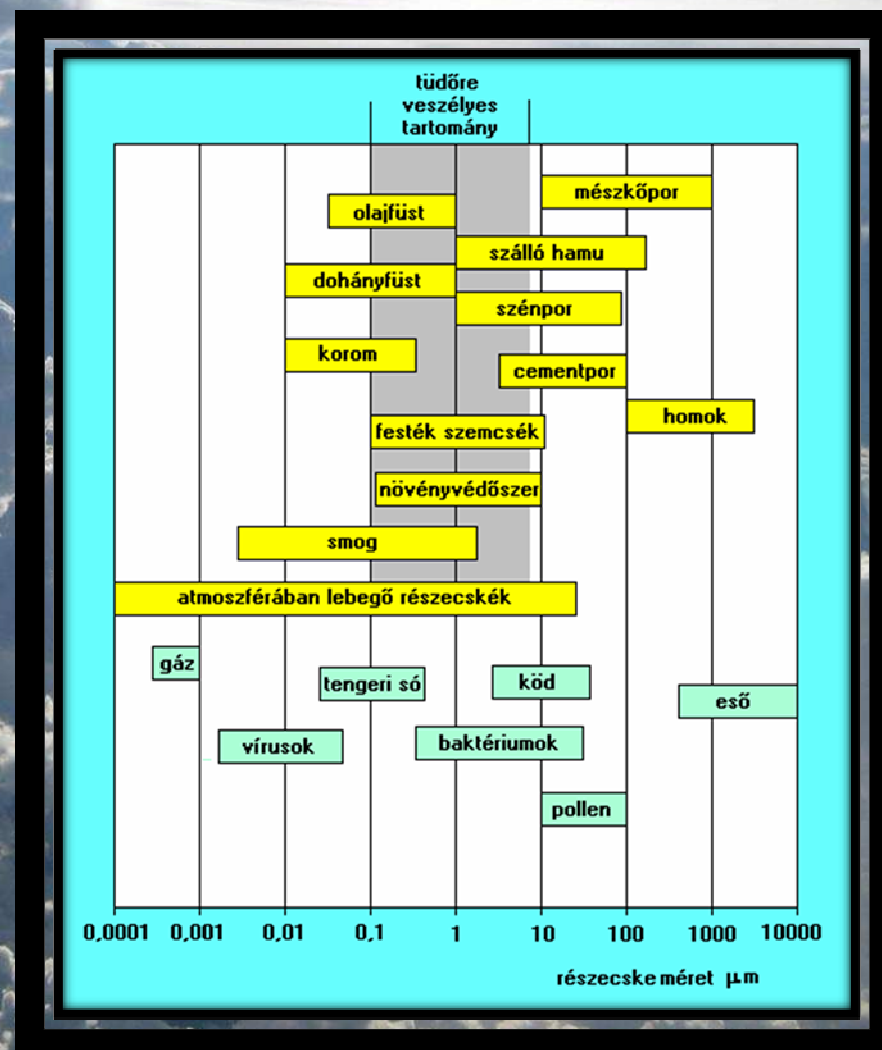 tüdőre
veszélyes
tartomány
mészkőpor
olajfüst
szálló hamu
dohányfüst
szénpor
korom
cementpor
homok
festék szemcsék
növényvédőszer
smog
atmoszférában lebegő részecskék
gáz
tengeri só
köd
eső
vírusok
baktériumok
pollen
0,0001 0,001 0,01 0,1 1 10 100 1000 10000
részecske méret μm